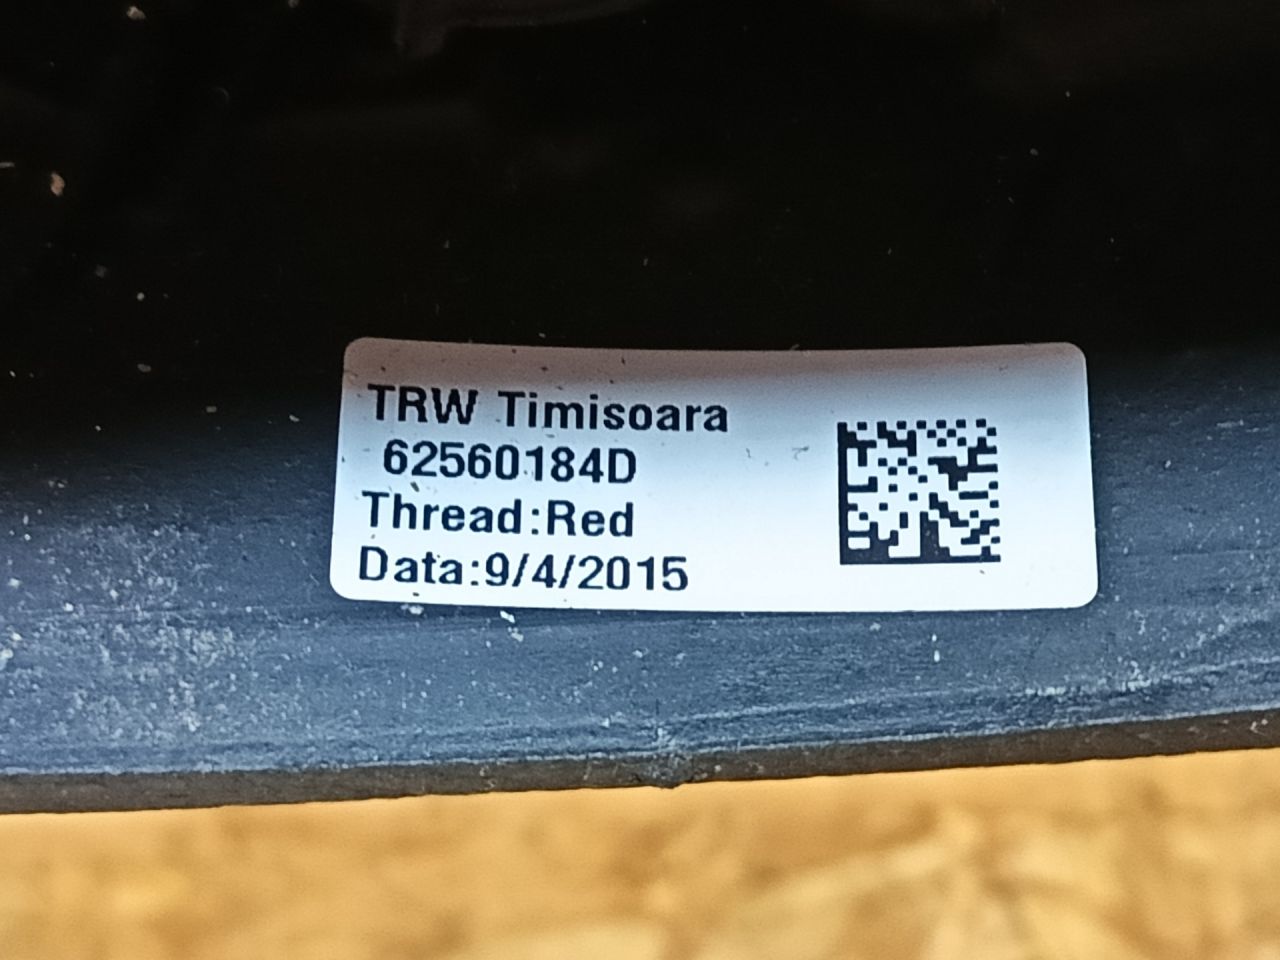 TRW Timisoara
62560184D
Thread:Red
Data:9/4/2015